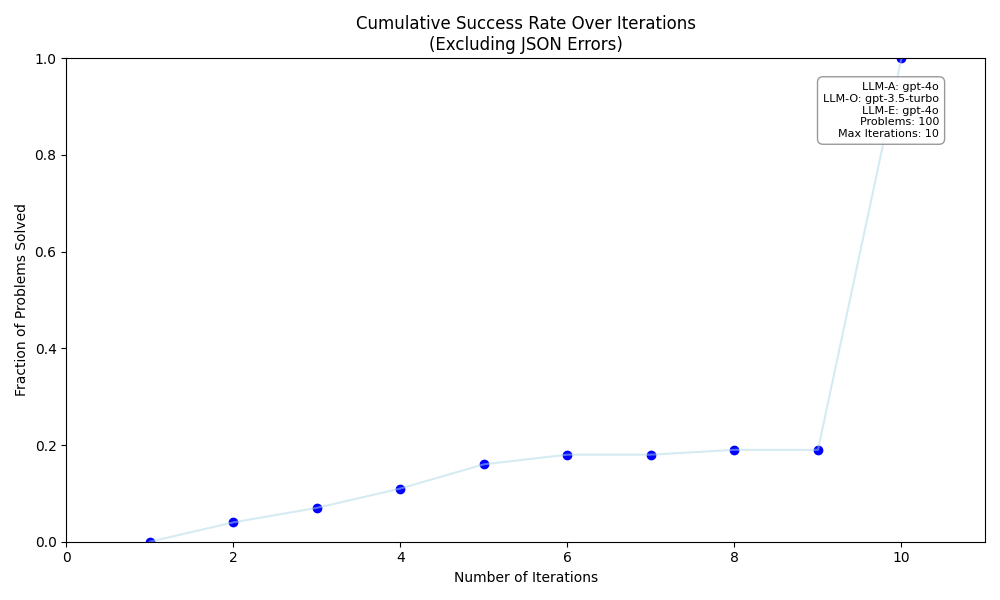 Cumulative Success Rate Over Iterations
(Excluding JSON Errors)
1.0
0.8
0.6
0.4
0.2
0.0
Fraction of Problems Solved
LLM-A: gpt-4o
LLM-O: gpt-3.5-turbo
LLM-E: gpt-4o
Problems: 100
Max Iterations: 10
0 2 4 6 8 10
Number of Iterations